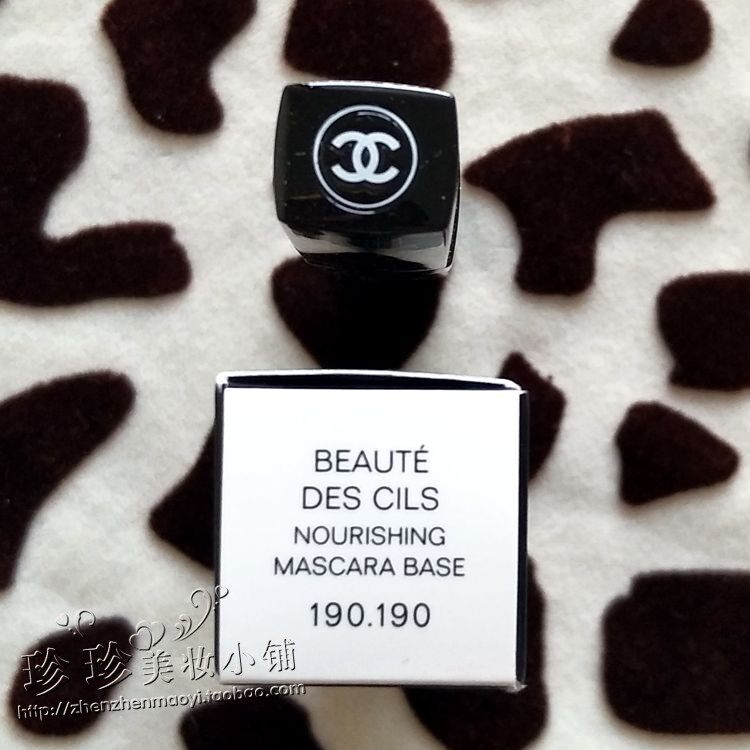 BEAUTÉ
DES CILS
NOURISHING
MASCARA BASE
190.190
珍珍美妆小铺
http://zhenzhenmaoyi.taobao.com